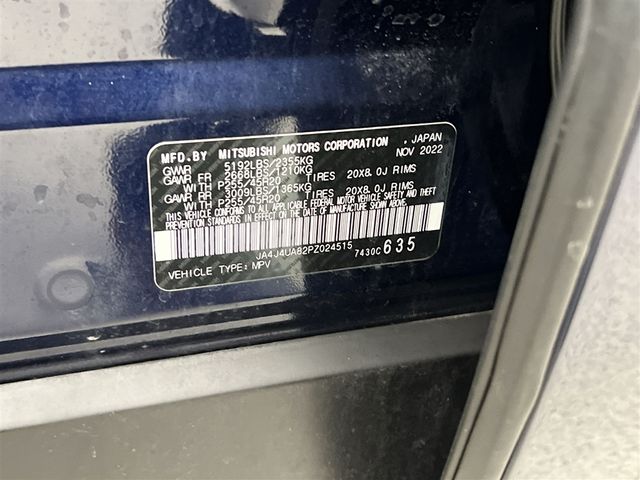 MFD.BY MITSUBISHI MOTORS CORPORATION , JAPAN
GVWR 5192LBS/2355KG NOV 2022
GAWR FR 2668LBS/1210KG
WITH P255/45R20 TIRES 20X8.0J RIMS
GAWR RR 3009LBS/1365KG
WITH P255/45R20 TIRES 20X8.0J RIMS
THIS VEHICLE CONFORMS TO ALL APPLICABLE FEDERAL MOTOR VEHICLE SAFETY AND THEFT
PREVENTION STANDARDS IN EFFECT ON THE DATE OF MANUFACTURE SHOWN ABOVE.
JA4J4UA82PZ024515 7430C 635
VEHICLE TYPE: MPV